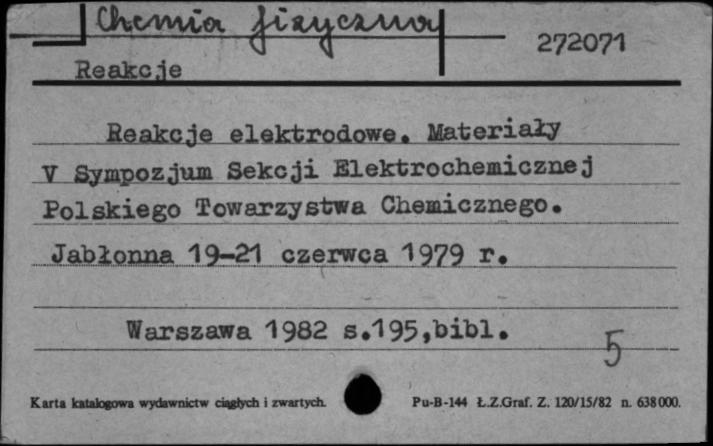 Chemia fizyczna
272071
Reakcje
Reakcje elektrodowe. Materiały
V Sympozjum Sekcji Elektrochemicznej
Polskiego Towarzystwa Chemicznego.
Jabłonna 19-21 czerwca 1979 r.
Warszawa 1982 s.195,bibl.
5
Karta katalogowa wydawnictw ciągłych i zwartych. Pu-B-144 Ł.Z.Graf. Z. 120/15/82 n. 638000.